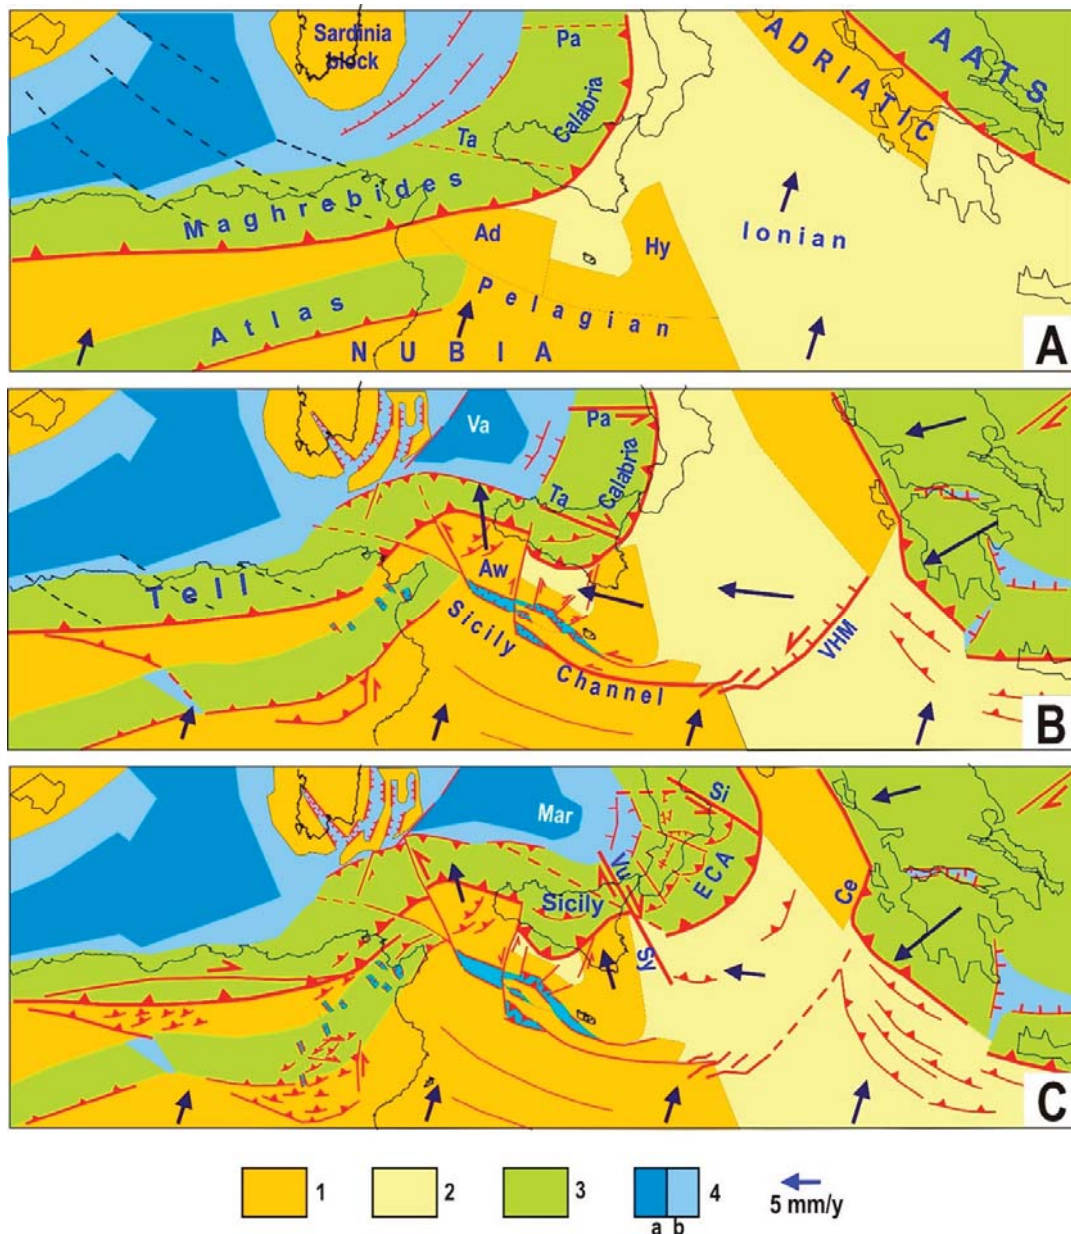 Sardinia
block
Pa
Calabria
Ta
ADRIATIC
AATS
Maghrebides
Ad
Hy
Ionian
Pelagian
Atlas
NUBIA
A
Va
Pa
Calabria
Ta
Tell
Aw
Sicily
Channel
VHM
B
Mar
Si
Vu
ECA
Sicily
Sy
Ce
C
1
2
3
4
a b
5 mm/y